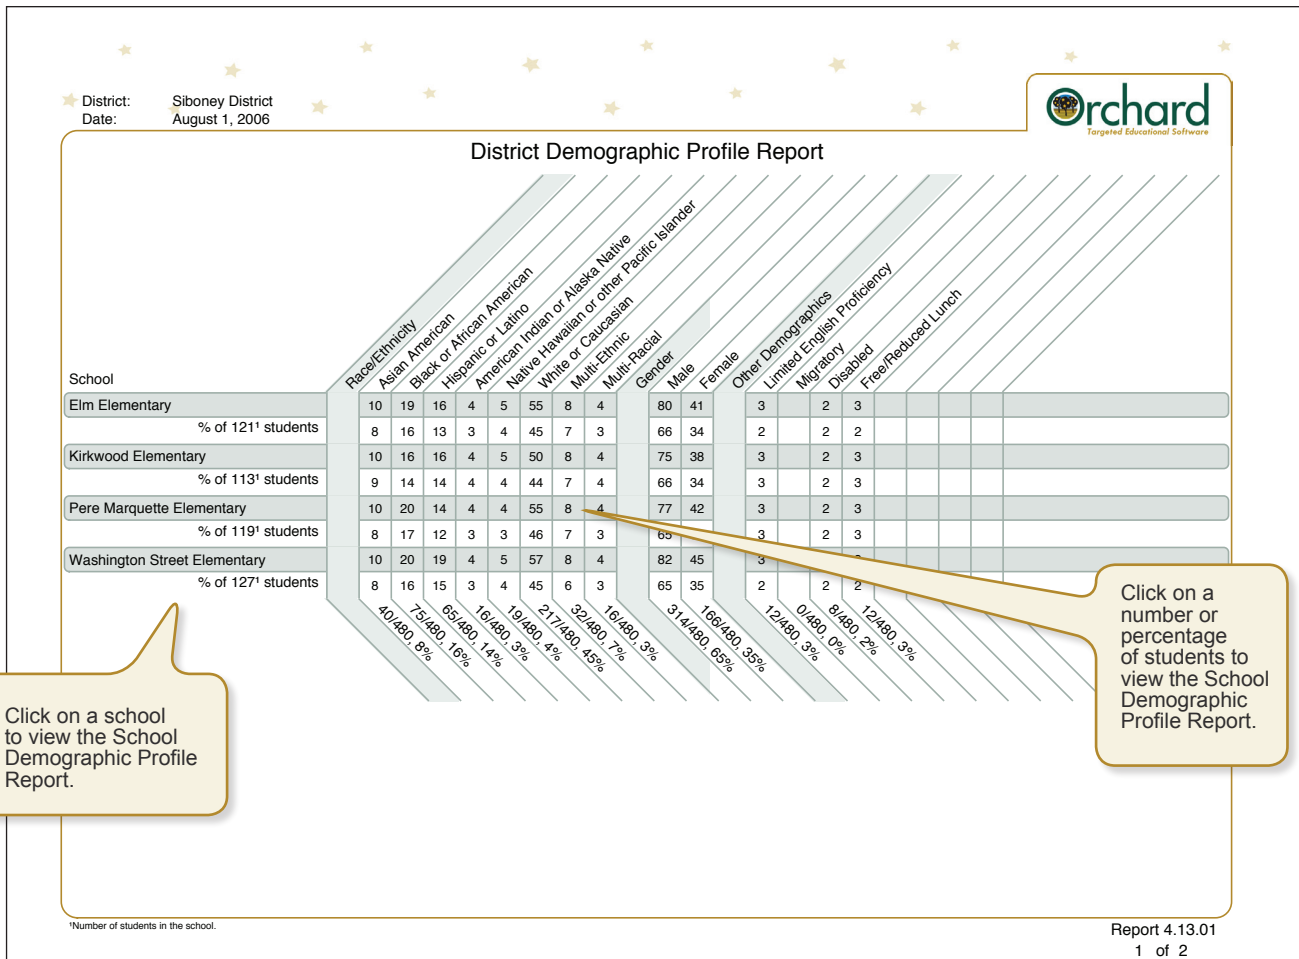 District: Siboney District
Date: August 1, 2006
Orchard
Targeted Educational Software
District Demographic Profile Report
School
Race/Ethnicity
Asian American
Black or African American
Hispanic or Latino
American Indian or Alaska Native
Native Hawaiian or other Pacific Islander
White or Caucasian
Multi-Ethnic
Multi-Racial
Gender
Male
Female
Other Demographics
Limited English Proficiency
Migratory
Disabled
Free/Reduced Lunch
Elm Elementary 10 19 16 4 5 55 8 4 80 41 3 2 3
% of 121¹ students 8 16 13 3 4 45 7 3 66 34 2 2 2
Kirkwood Elementary 10 16 16 4 5 50 8 4 75 38 3 2 3
% of 113¹ students 9 14 14 4 4 44 7 4 66 34 3 2 3
Pere Marquette Elementary 10 20 14 4 4 55 8 4 77 42 3 2 3
% of 119¹ students 8 17 12 3 3 46 7 3 65 3 2 3
Washington Street Elementary 10 20 19 4 5 57 8 4 82 45 3
% of 127¹ students 8 16 15 3 4 45 6 3 65 35 2 2 2
40/480, 8%
75/480, 16%
65/480, 14%
16/480, 3%
19/480, 4%
217/480, 45%
32/480, 7%
16/480, 3%
314/480, 65%
166/480, 35%
12/480, 3%
0/480, 0%
8/480, 2%
12/480, 3%
Click on a school
to view the School
Demographic Profile
Report.
Click on a
number or
percentage
of students to
view the School
Demographic
Profile Report.
¹Number of students in the school.
Report 4.13.01
1 of 2